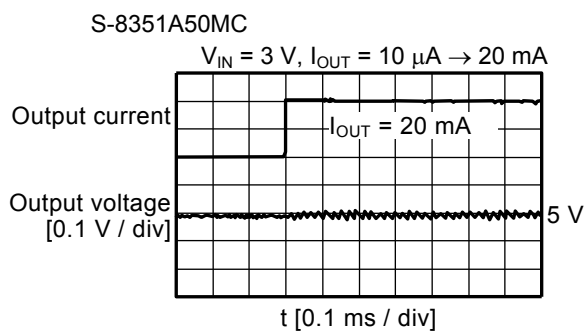 S-8351A50MC
V_IN = 3 V, I_OUT = 10 μA → 20 mA
Output current
I_OUT = 20 mA
Output voltage
[0.1 V / div]
5 V
t [0.1 ms / div]